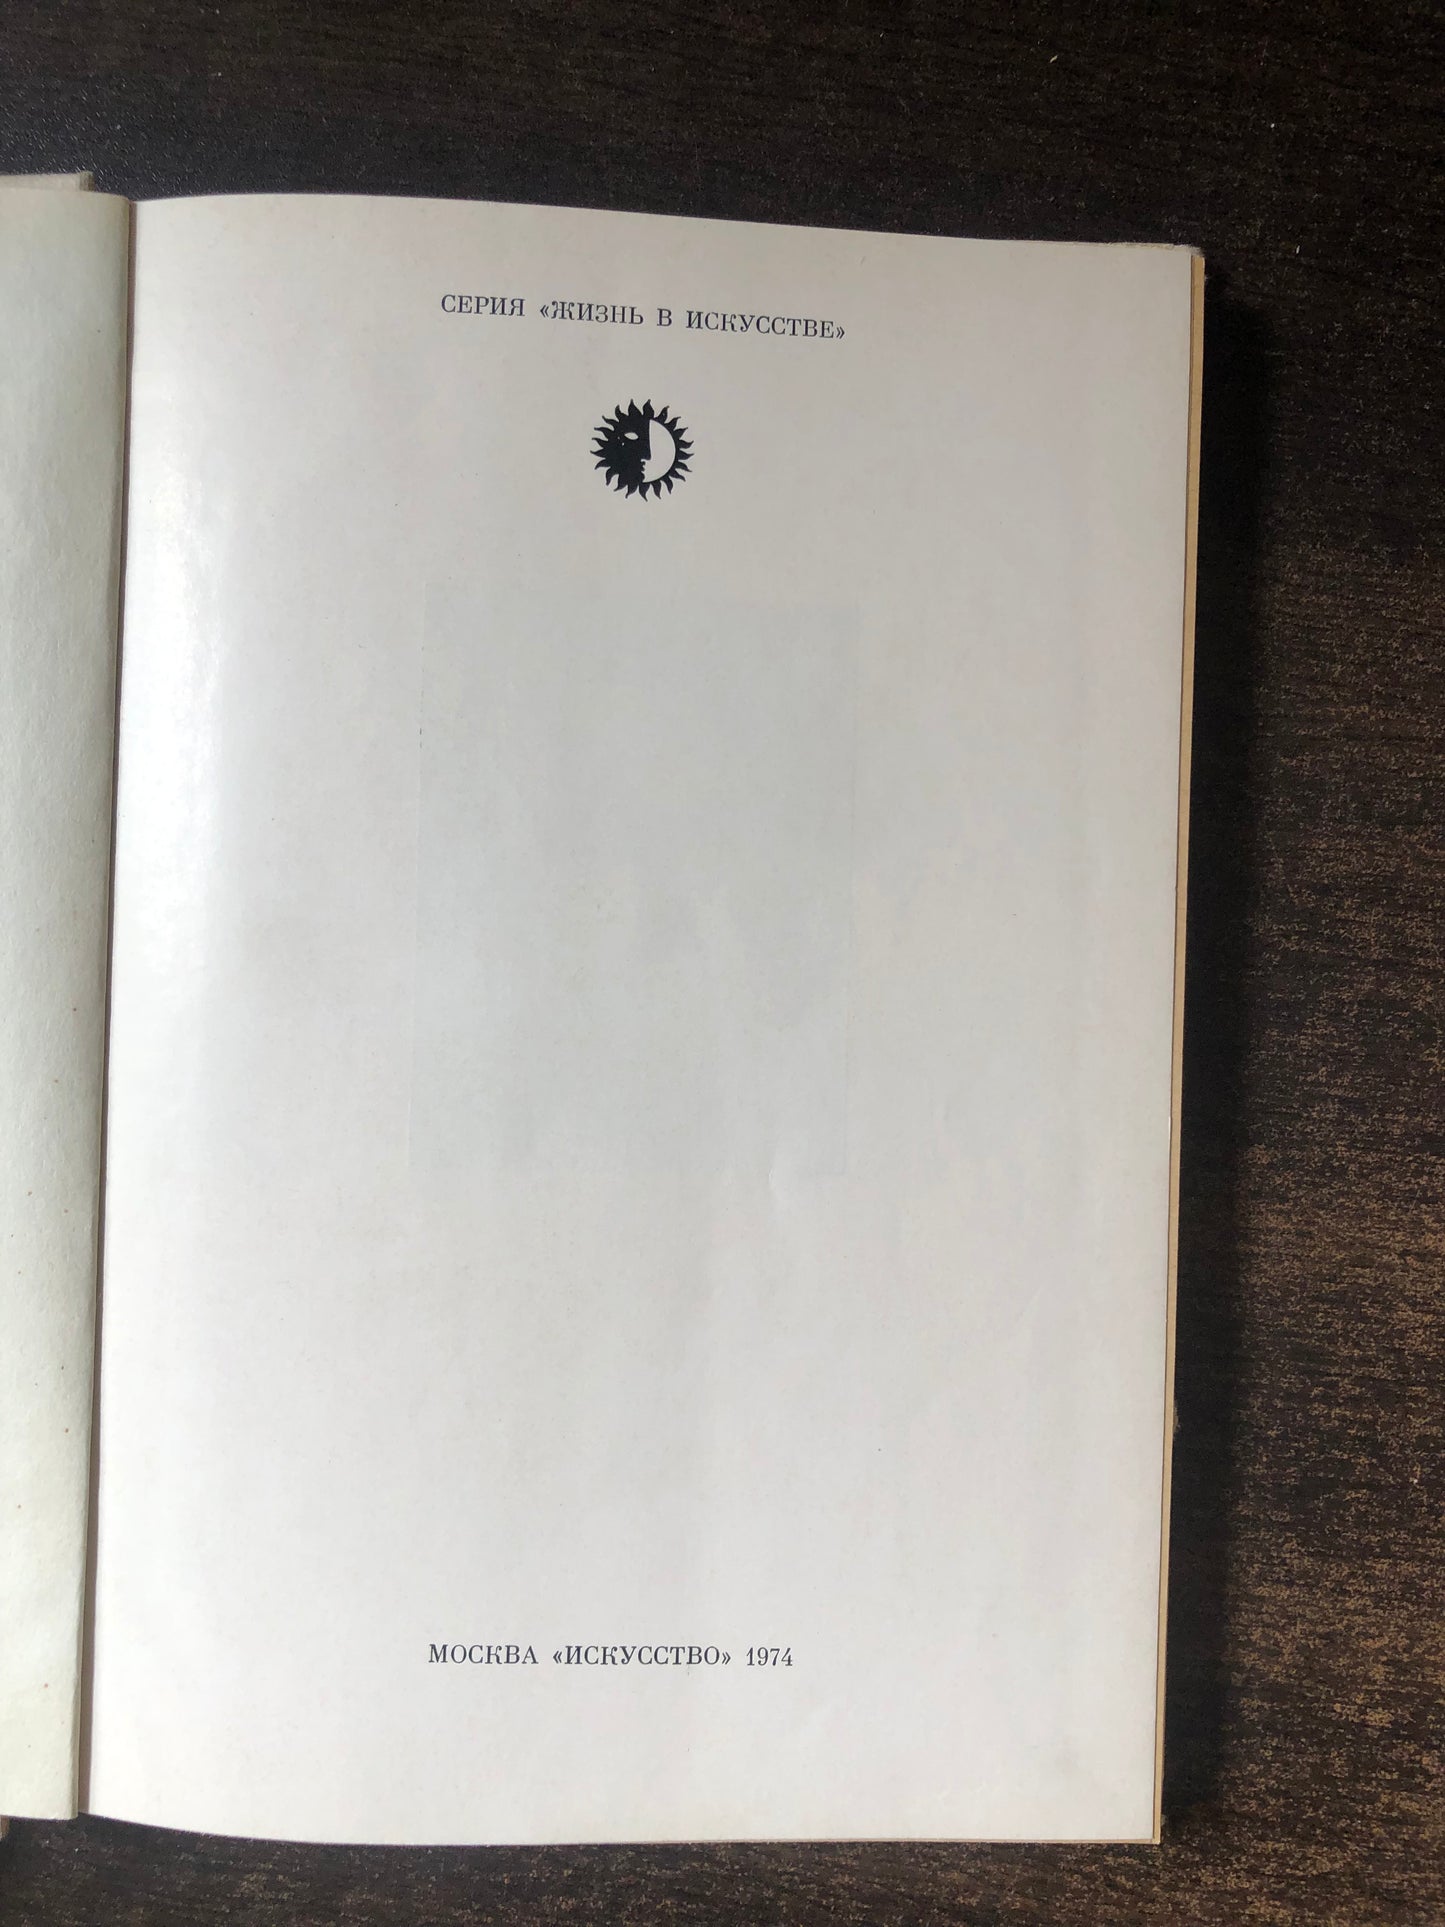 СЕРИЯ «ЖИЗНЬ В ИСКУССТВЕ»
МОСКВА «ИСКУССТВО» 1974